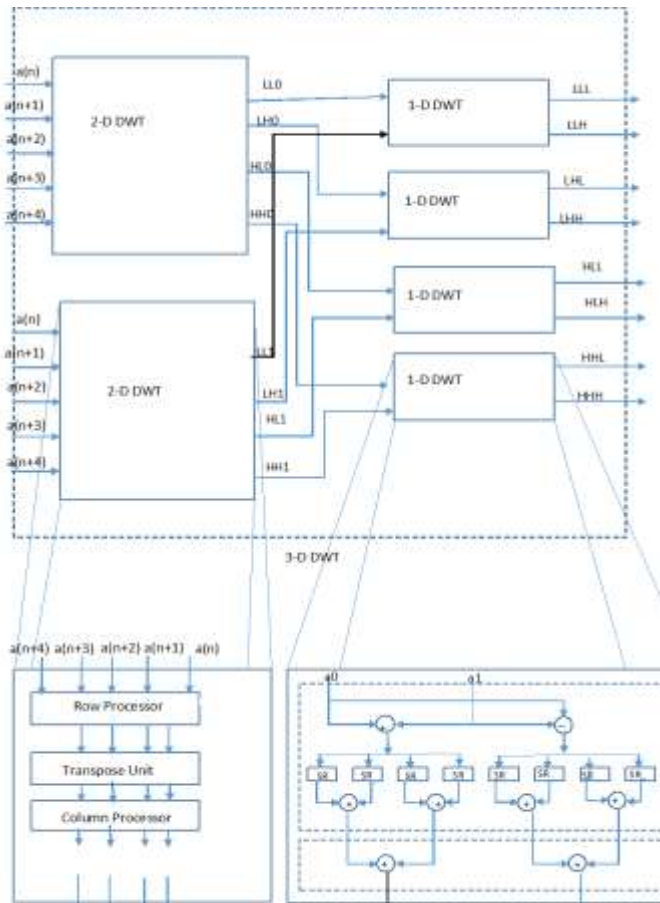 a(n)
a(n+1)
a(n+2)
a(n+3)
a(n+4)
2-D DWT
LL0
LH0
HL0
HH0
1-D DWT
LLL
LLH
1-D DWT
LHL
LHH
1-D DWT
HLL
HLH
1-D DWT
HHL
HHH
a(n)
a(n+1)
a(n+2)
a(n+3)
a(n+4)
2-D DWT
LL1
LH1
HL1
HH1
3-D DWT
a(n+4) a(n+3) a(n+2) a(n+1) a(n)
Row Processor
Transpose Unit
Column Processor
a0 a1
SR SR SR SR SR SR SR SR